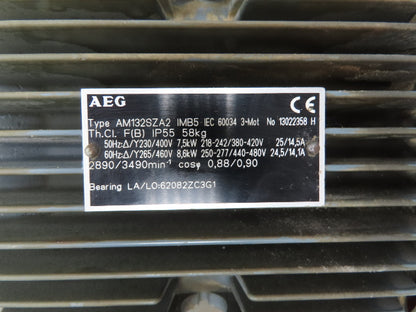 AEG CE
Type AM132SZA2 IMB5 IEC 60034 3-Mot No 13022358 H
Th.Cl. F(B) IP55 58kg
50Hz:Δ/Y230/400V 7,5kW 218-242/380-420V 25/14,5A
60Hz:Δ/Y265/460V 8,6kW 250-277/440-480V 24,5/14,1A
2890/3490min⁻¹ cosφ 0,88/0,90
Bearing LA/LO:62082ZC3G1